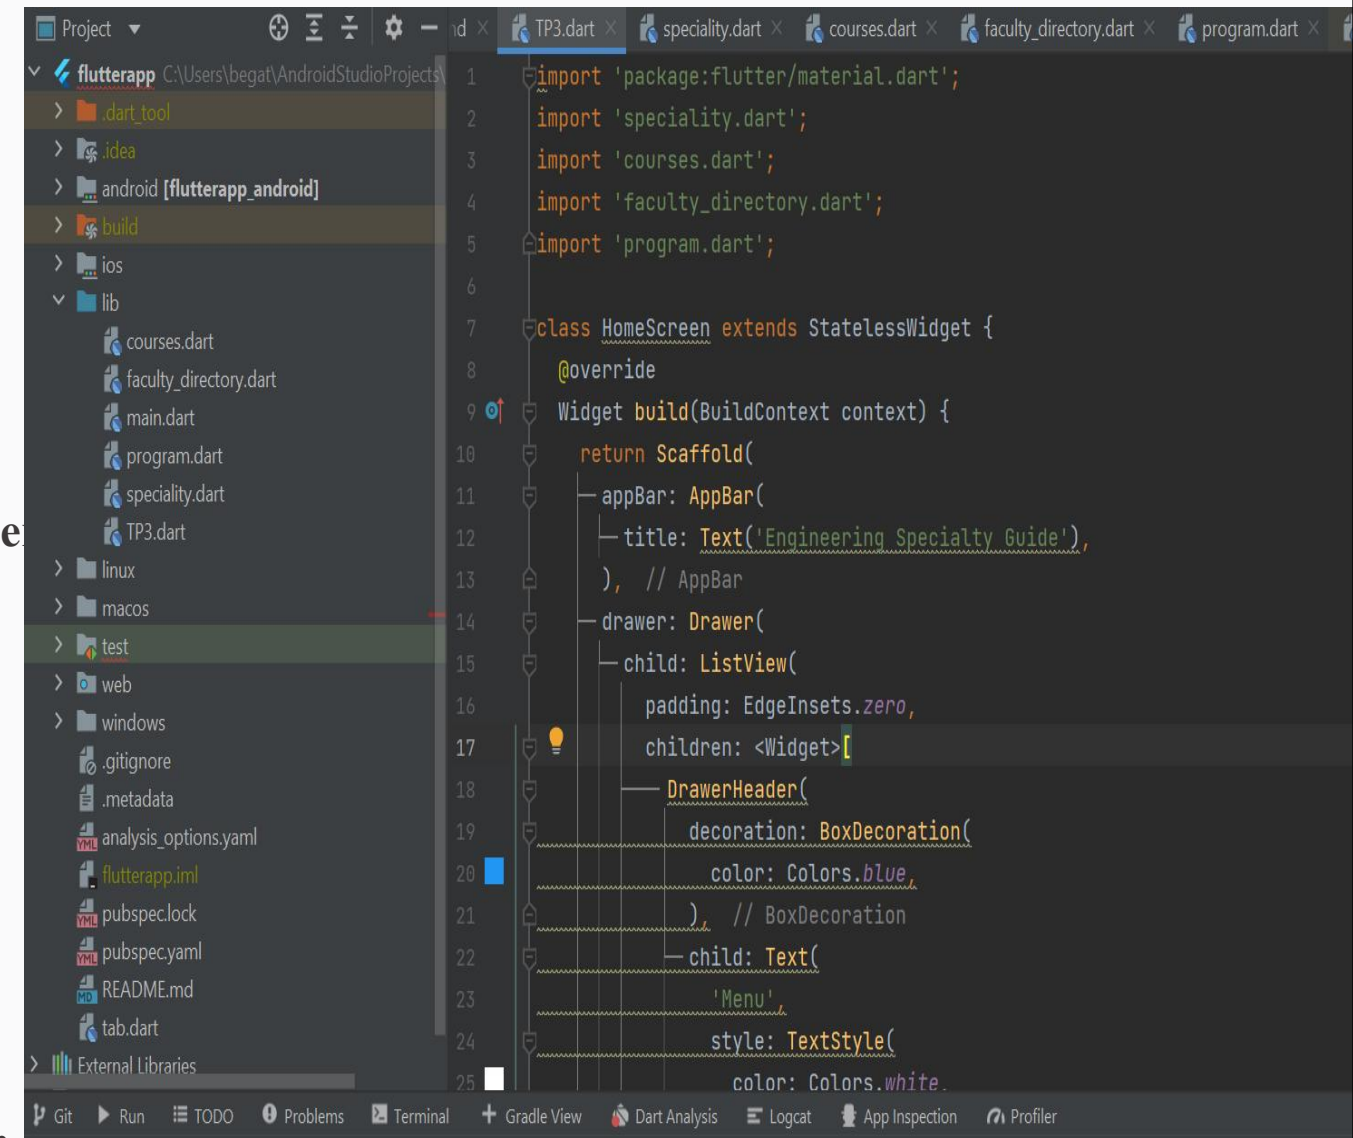 Project
nd TP3.dart speciality.dart courses.dart faculty_directory.dart program.dart
flutterapp C:\Users\begat\AndroidStudioProjects\
.dart_tool
.idea
android [flutterapp_android]
build
ios
lib
courses.dart
faculty_directory.dart
main.dart
program.dart
speciality.dart
TP3.dart
linux
macos
test
web
windows
.gitignore
.metadata
analysis_options.yaml
flutterapp.iml
pubspec.lock
pubspec.yaml
README.md
tab.dart
External Libraries
1 import 'package:flutter/material.dart';
2 import 'speciality.dart';
3 import 'courses.dart';
4 import 'faculty_directory.dart';
5 import 'program.dart';
6
7 class HomeScreen extends StatelessWidget {
8 @override
9 Widget build(BuildContext context) {
10 return Scaffold(
11 appBar: AppBar(
12 title: Text('Engineering Specialty Guide'),
13 ), // AppBar
14 drawer: Drawer(
15 child: ListView(
16 padding: EdgeInsets.zero,
17 children: <Widget>[
18 DrawerHeader(
19 decoration: BoxDecoration(
20 color: Colors.blue,
21 ), // BoxDecoration
22 child: Text(
23 'Menu',
24 style: TextStyle(
25 color: Colors.white,
Git Run TODO Problems Terminal Gradle View Dart Analysis Logcat App Inspection Profiler